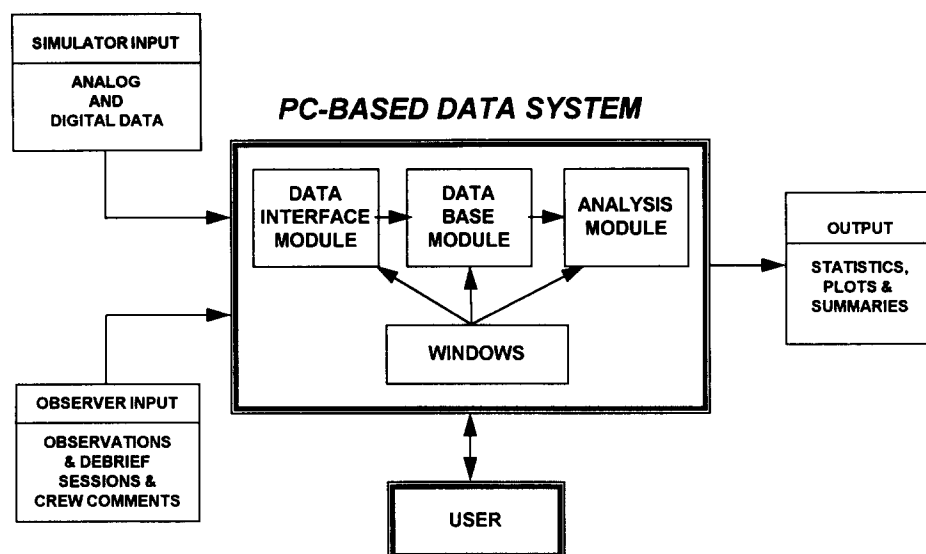 SIMULATOR INPUT
ANALOG
AND
DIGITAL DATA
PC-BASED DATA SYSTEM
DATA
INTERFACE
MODULE
DATA
BASE
MODULE
ANALYSIS
MODULE
WINDOWS
OUTPUT
STATISTICS,
PLOTS &
SUMMARIES
OBSERVER INPUT
OBSERVATIONS
& DEBRIEF
SESSIONS &
CREW COMMENTS
USER